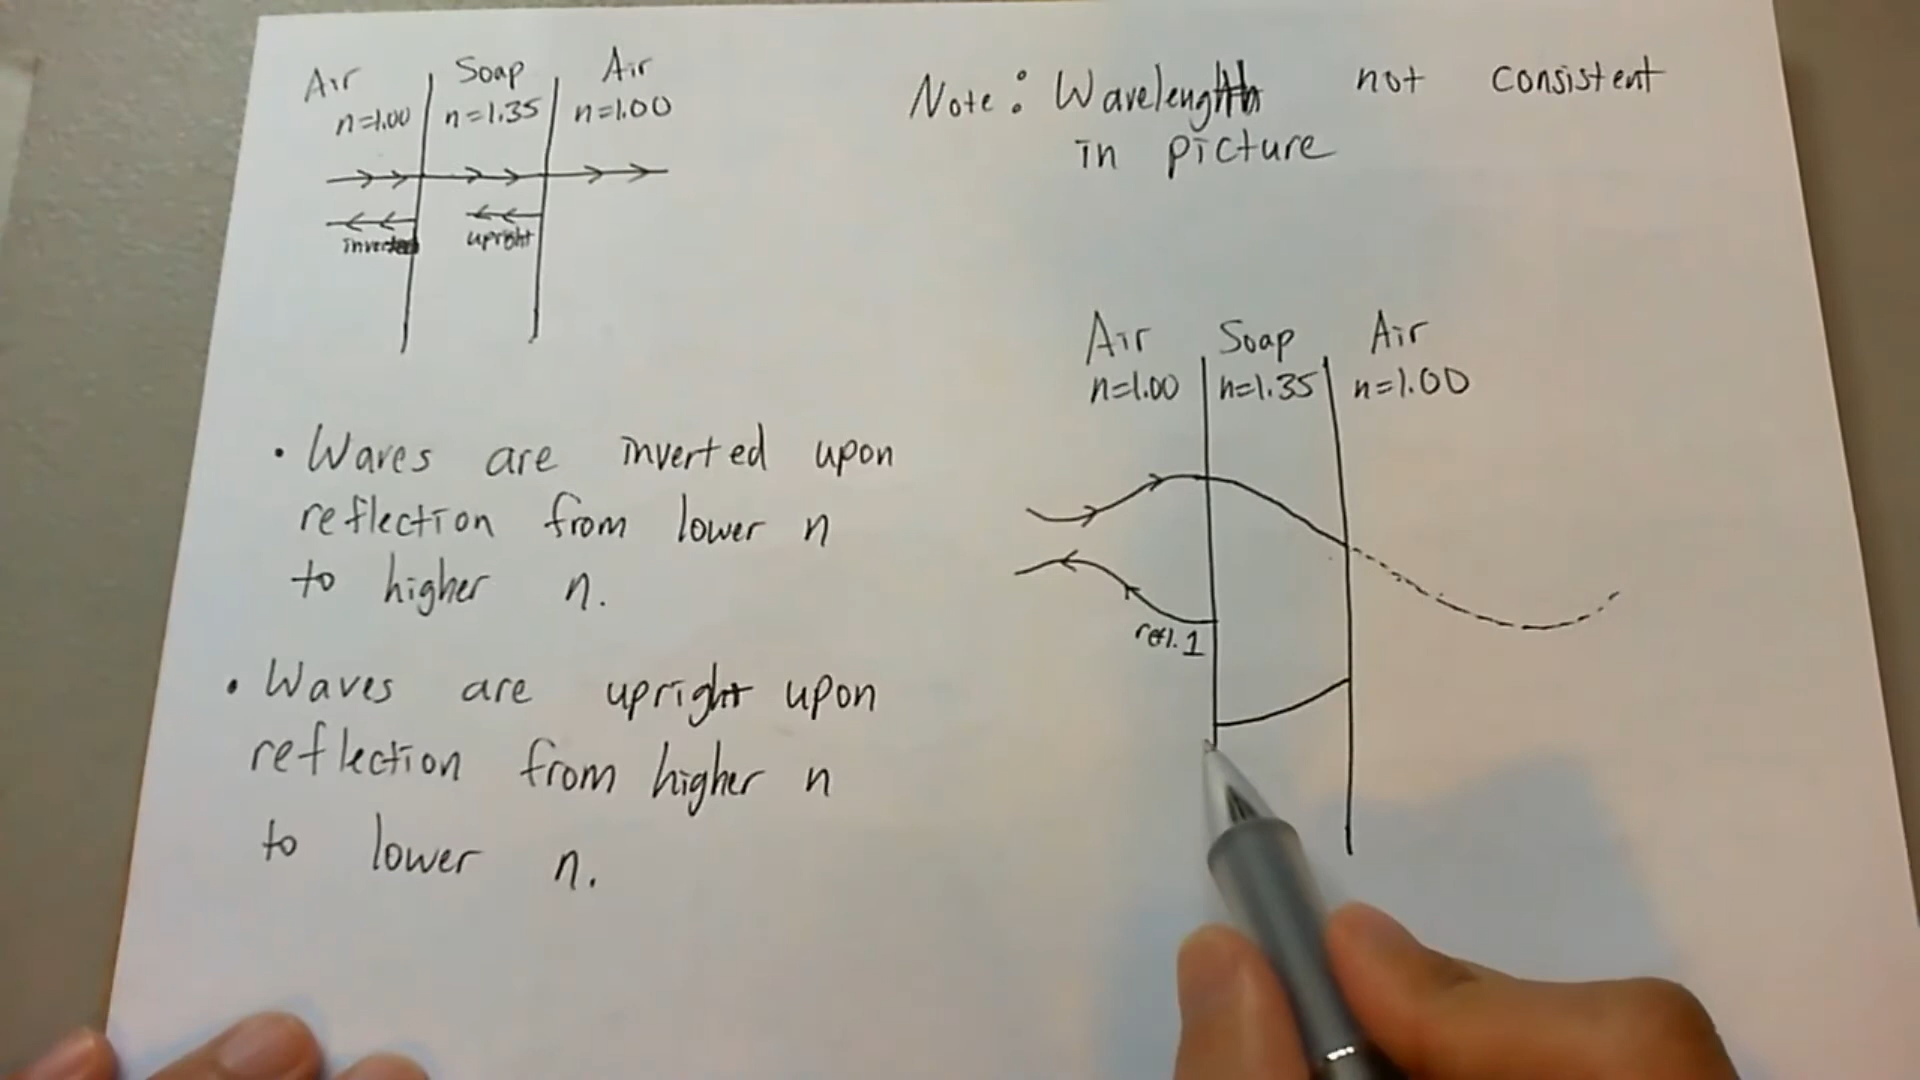 Air Soap Air
n=1.00 n=1.35 n=1.00
inverted upright
• Waves are inverted upon
reflection from lower n
to higher n.
• Waves are upright upon
reflection from higher n
to lower n.
Note: Wavelength not consistent
in picture
Air Soap Air
n=1.00 n=1.35 n=1.00
refl. 1